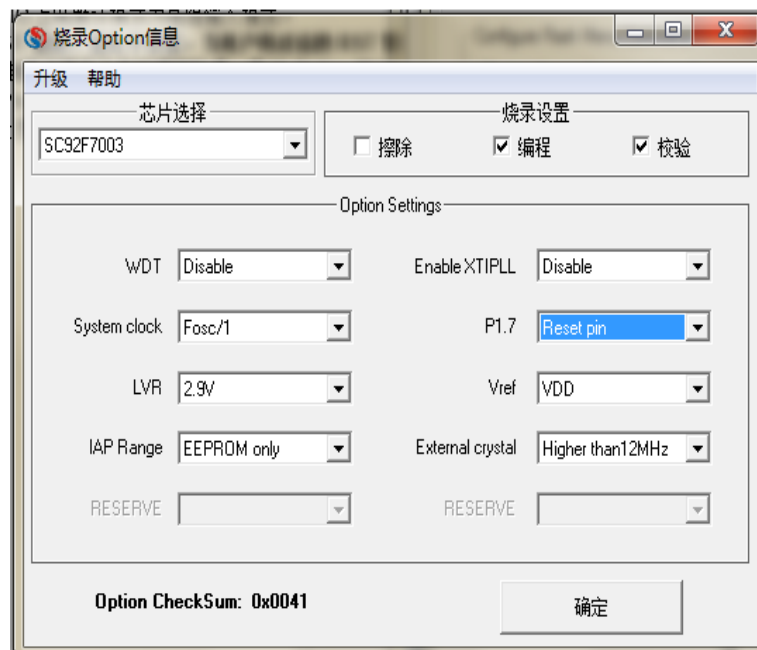 烧录Option信息
升级 帮助
芯片选择
SC92F7003
烧录设置
擦除 编程 校验
Option Settings
WDT Disable Enable XTIPLL Disable
System clock Fosc/1 P1.7 Reset pin
LVR 2.9V Vref VDD
IAP Range EEPROM only External crystal Higher than12MHz
RESERVE RESERVE
Option CheckSum: 0x0041 确定